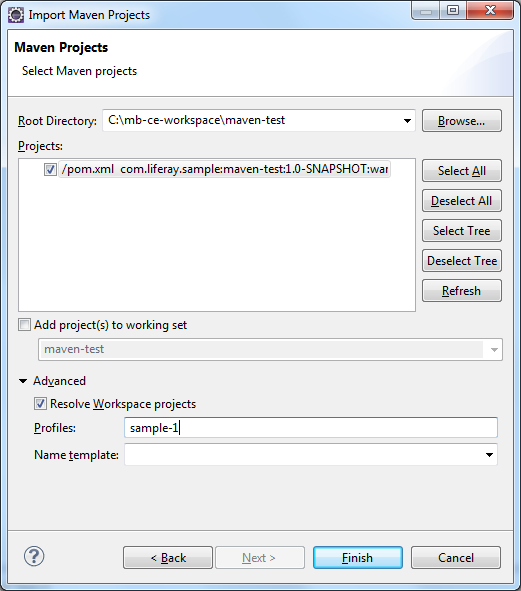 Import Maven Projects
Maven Projects
Select Maven projects
Root Directory: C:\mb-ce-workspace\maven-test Browse...
Projects:
/pom.xml com.liferay.sample:maven-test:1.0-SNAPSHOT:war
Select All
Deselect All
Select Tree
Deselect Tree
Refresh
Add project(s) to working set
maven-test
Advanced
Resolve Workspace projects
Profiles: sample-1
Name template:
? < Back Next > Finish Cancel